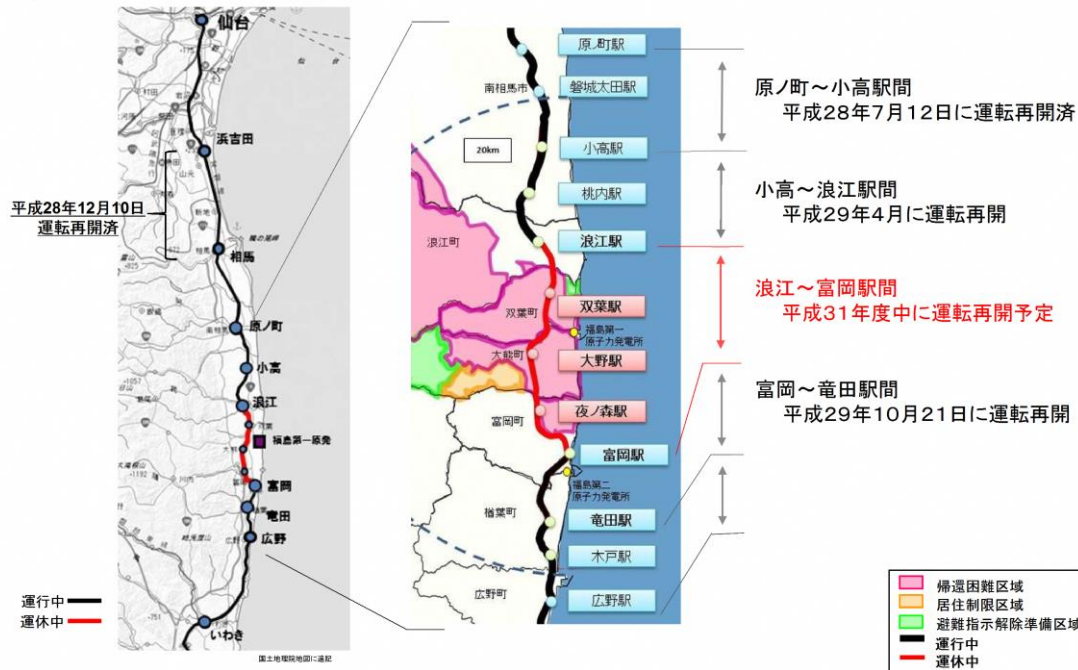 仙台
浜吉田
平成28年12月10日
運転再開済
相馬
原ノ町
小高
浪江
福島第一原発
富岡
竜田
広野
いわき
運行中
運休中
国土地理院地図に追記
原ノ町駅
南相馬市
磐城太田駅
20km
小高駅
桃内駅
浪江町
浪江駅
双葉町
双葉駅
福島第一
原子力発電所
大熊町
大野駅
夜ノ森駅
富岡町
富岡駅
福島第二
原子力発電所
楢葉町
竜田駅
木戸駅
広野町
広野駅
原ノ町～小高駅間
平成28年7月12日に運転再開済
小高～浪江駅間
平成29年4月に運転再開
浪江～富岡駅間
平成31年度中に運転再開予定
富岡～竜田駅間
平成29年10月21日に運転再開
帰還困難区域
居住制限区域
避難指示解除準備区域
運行中
運休中